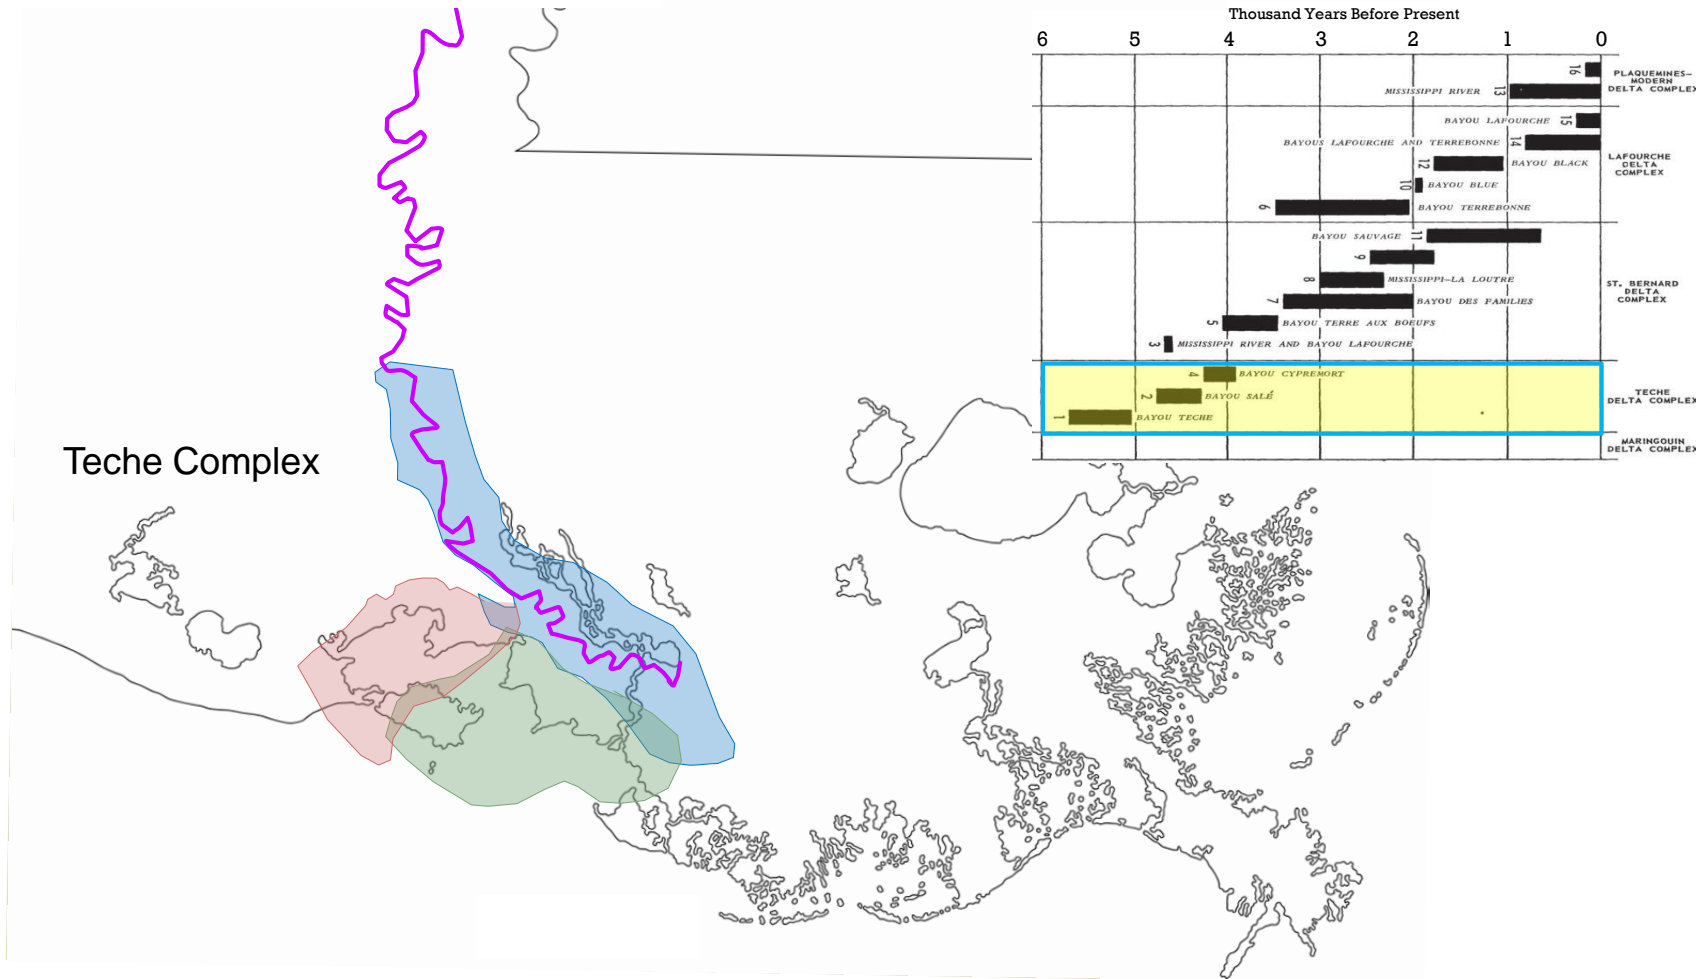 Thousand Years Before Present
6 5 4 3 2 1 0
16
PLAQUEMINES-
MODERN
DELTA COMPLEX
MISSISSIPPI RIVER 13
BAYOU LAFOURCHE 15
BAYOUS LAFOURCHE AND TERREBONNE 14
LAFOURCHE
DELTA
COMPLEX
12 BAYOU BLACK
10 BAYOU BLUE
6 BAYOU TERREBONNE
BAYOU SAUVAGE 11
9
8 MISSISSIPPI-LA LOUTRE
ST. BERNARD
DELTA
COMPLEX
7 BAYOU DES FAMILIES
5 BAYOU TERRE AUX BOEUFS
3 MISSISSIPPI RIVER AND BAYOU LAFOURCHE
4 BAYOU CYPREMORT
2 BAYOU SALÉ
TECHE
DELTA COMPLEX
1 BAYOU TECHE
MARINGOUIN
DELTA COMPLEX
Teche Complex